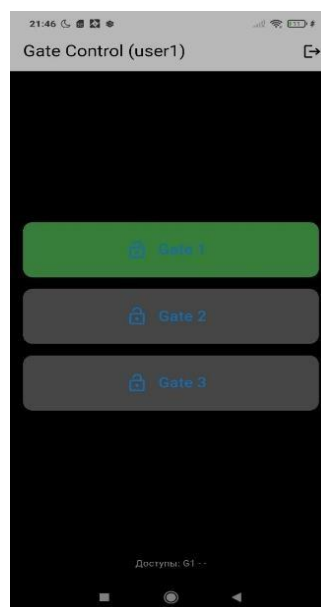 21:46
Gate Control (user1)
Gate 1
Gate 2
Gate 3
Доступы: G1 - -